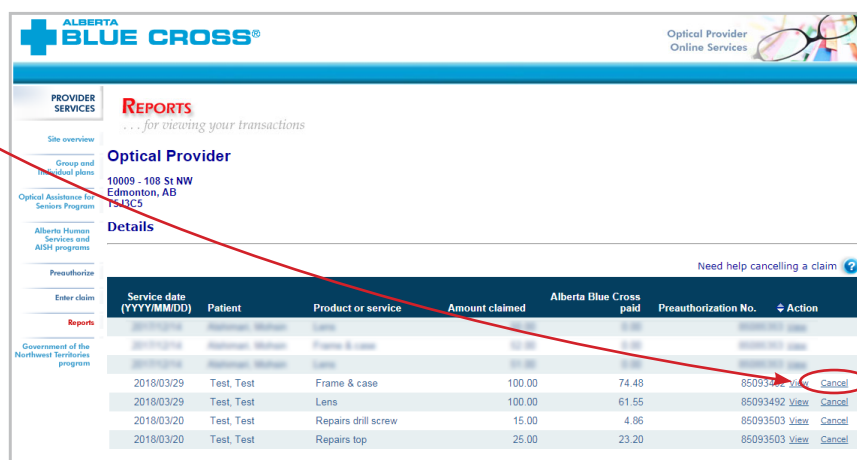 ALBERTA
BLUE CROSS®
Optical Provider
Online Services
PROVIDER
SERVICES
Site overview
Group and
Individual plans
Optical Assistance for
Seniors Program
Alberta Human
Services and
AISH programs
Preauthorize
Enter claim
Reports
Government of the
Northwest Territories
program
REPORTS
. . . for viewing your transactions
Optical Provider
10009 - 108 St NW
Edmonton, AB
T5J3C5
Details
Need help cancelling a claim ?
Service date (YYYY/MM/DD) Patient Product or service Amount claimed Alberta Blue Cross paid Preauthorization No. Action
2018/03/29 Test, Test Frame & case 100.00 74.48 85093492 View Cancel
2018/03/29 Test, Test Lens 100.00 61.55 85093492 View Cancel
2018/03/20 Test, Test Repairs drill screw 15.00 4.86 85093503 View Cancel
2018/03/20 Test, Test Repairs top 25.00 23.20 85093503 View Cancel